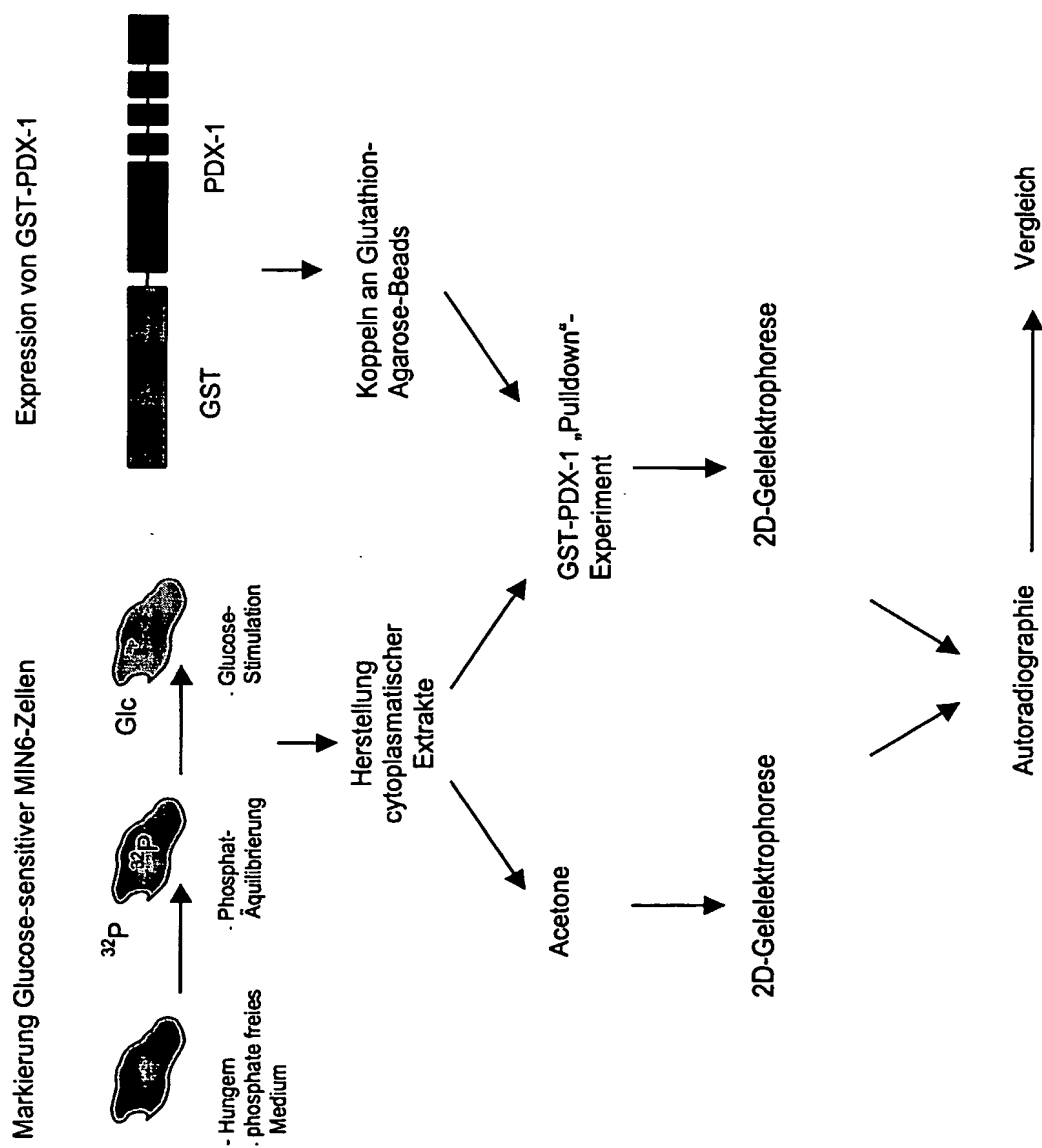 Markierung Glucose-sensitiver MIN6-Zellen
Expression von GST-PDX-1
32P
32P
Glc
GST
PDX-1
- Hungern
. phosphate freies
Medium
. Phosphat-
Äquilibrierung
. Glucose-
Stimulation
Herstellung
cytoplasmatischer
Extrakte
Koppeln an Glutathion-
Agarose-Beads
Acetone
GST-PDX-1 „Pulldown“-
Experiment
2D-Gelelektrophorese
2D-Gelelektrophorese
Autoradiographie
Vergleich